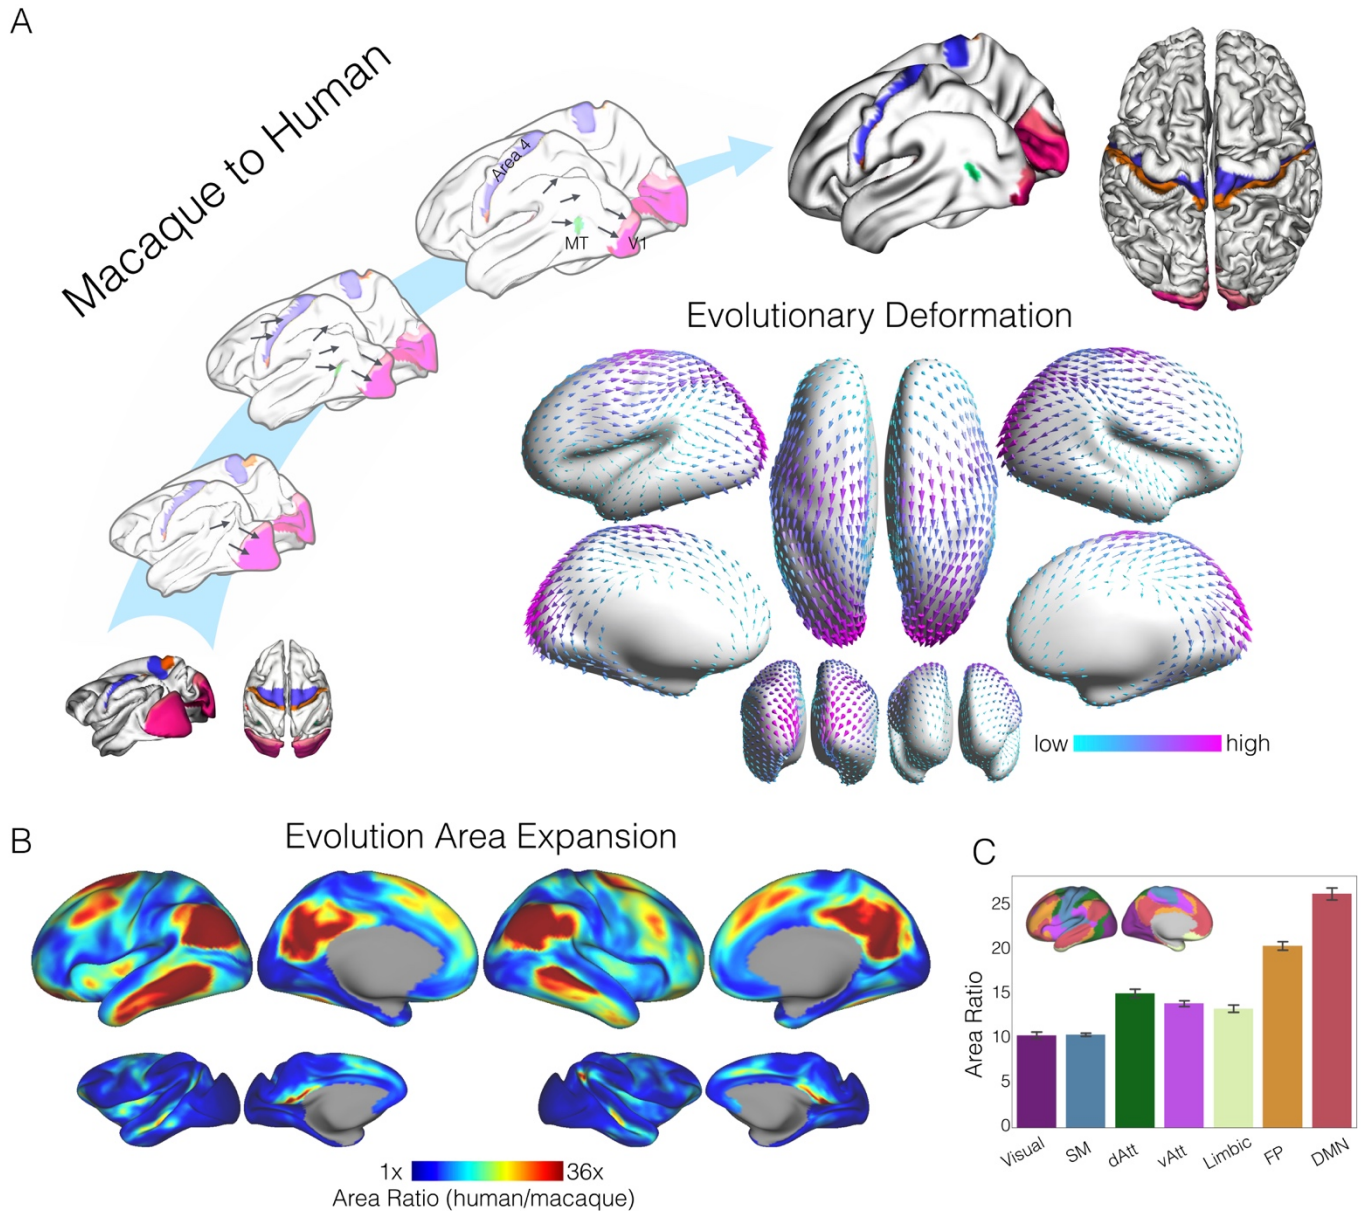 A
Macaque to Human
Area 4
MT
V1
Evolutionary Deformation
low
high
B
Evolution Area Expansion
1x
36x
Area Ratio (human/macaque)
C
Area Ratio
25
20
15
10
5
0
Visual
SM
dAtt
vAtt
Limbic
FP
DMN